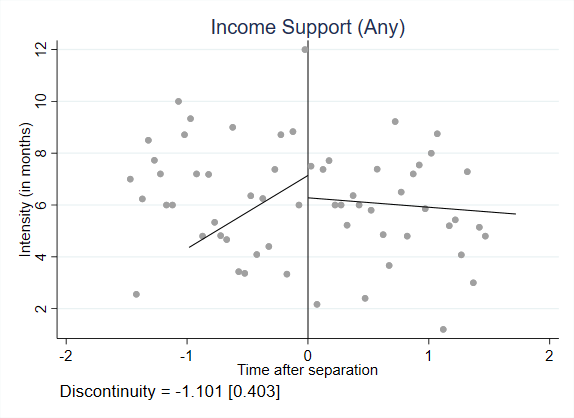 Income Support (Any)
Intensity (in months)
12
10
8
6
4
2
-2 -1 0 1 2
Time after separation
Discontinuity = -1.101 [0.403]